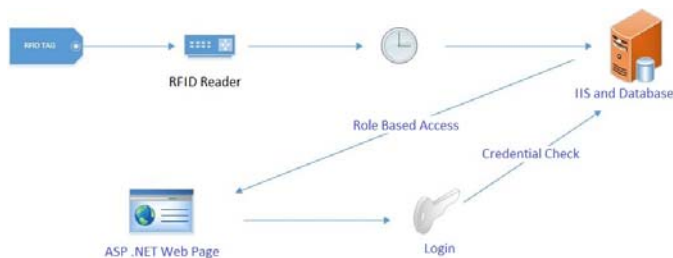 RFID TAG
RFID Reader
IIS and Database
Role Based Access
Credential Check
ASP .NET Web Page
Login